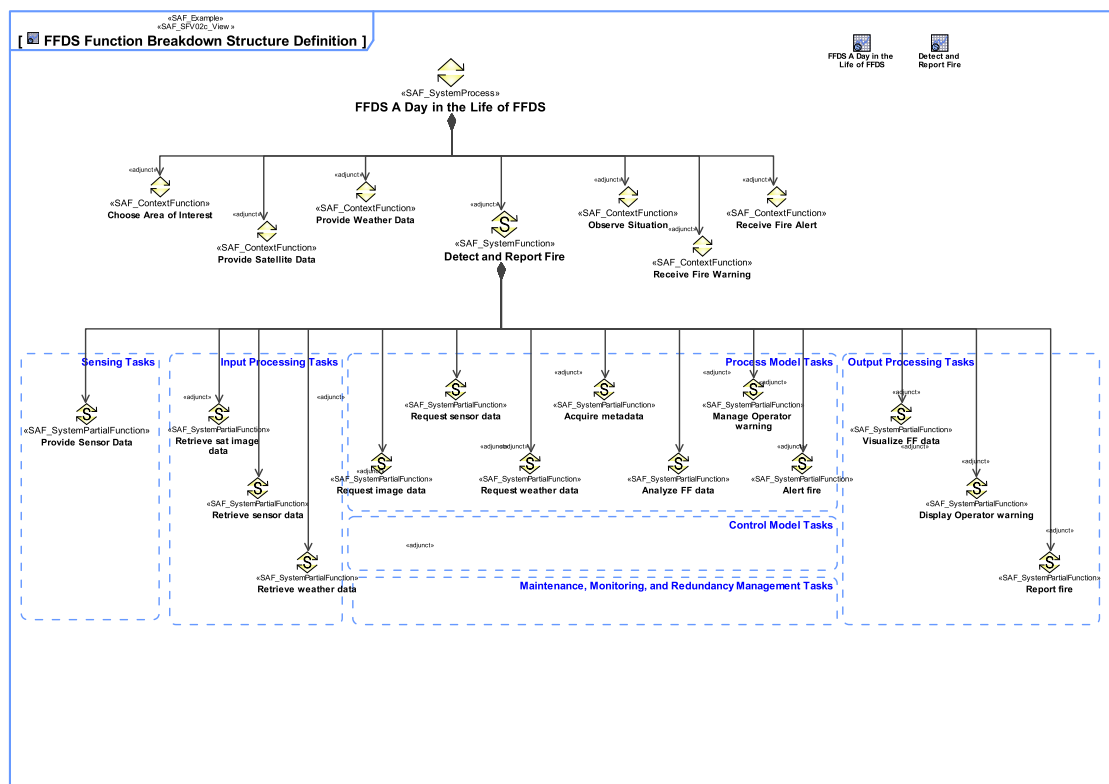 «SAF_Example»
«SAF_SFV02c_View »
[ FFDS Function Breakdown Structure Definition ]
FFDS A Day in the
Life of FFDS
Detect and
Report Fire
«SAF_SystemProcess»
FFDS A Day in the Life of FFDS
«adjunct»
«SAF_ContextFunction»
Choose Area of Interest
«adjunct»
«SAF_ContextFunction»
Provide Satellite Data
«adjunct»
«SAF_ContextFunction»
Provide Weather Data
«adjunct»
S
«SAF_SystemFunction»
Detect and Report Fire
«adjunct»
«SAF_ContextFunction»
Observe Situation
«adjunct»
«SAF_ContextFunction»
Receive Fire Warning
«adjunct»
«SAF_ContextFunction»
Receive Fire Alert
Sensing Tasks
S
«SAF_SystemPartialFunction»
Provide Sensor Data
Input Processing Tasks
«adjunct»
S
«SAF_SystemPartialFunction»
Retrieve sat image
data
S
«SAF_SystemPartialFunction»
Retrieve sensor data
«adjunct»
S
«SAF_SystemPartialFunction»
Retrieve weather data
Process Model Tasks
S
«SAF_SystemPartialFunction»
Request sensor data
«adjunct»
S
«SAF_SystemPartialFunction»
Acquire metadata
«adjunct»
«adjunct»
S
«SAF_SystemPartialFunction»
Manage Operator
warning
S
«adjunct»
«SAF_SystemPartialFunction»
Request image data
«adjunct»
«adjunct»
S
«SAF_SystemPartialFunction»
Request weather data
S
«SAF_SystemPartialFunction»
Analyze FF data
«adjunct»
S
«SAF_SystemPartialFunction»
Alert fire
Control Model Tasks
«adjunct»
Maintenance, Monitoring, and Redundancy Management Tasks
Output Processing Tasks
«adjunct»
S
«SAF_SystemPartialFunction»
Visualize FF data
«adjunct»
«adjunct»
S
«SAF_SystemPartialFunction»
Display Operator warning
«adjunct»
S
«SAF_SystemPartialFunction»
Report fire